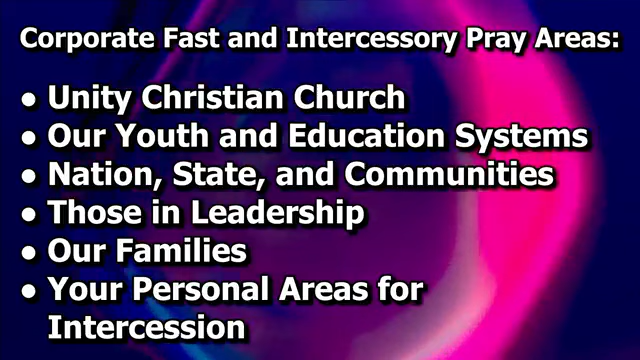 Corporate Fast and Intercessory Pray Areas:
● Unity Christian Church
● Our Youth and Education Systems
● Nation, State, and Communities
● Those in Leadership
● Our Families
● Your Personal Areas for
Intercession